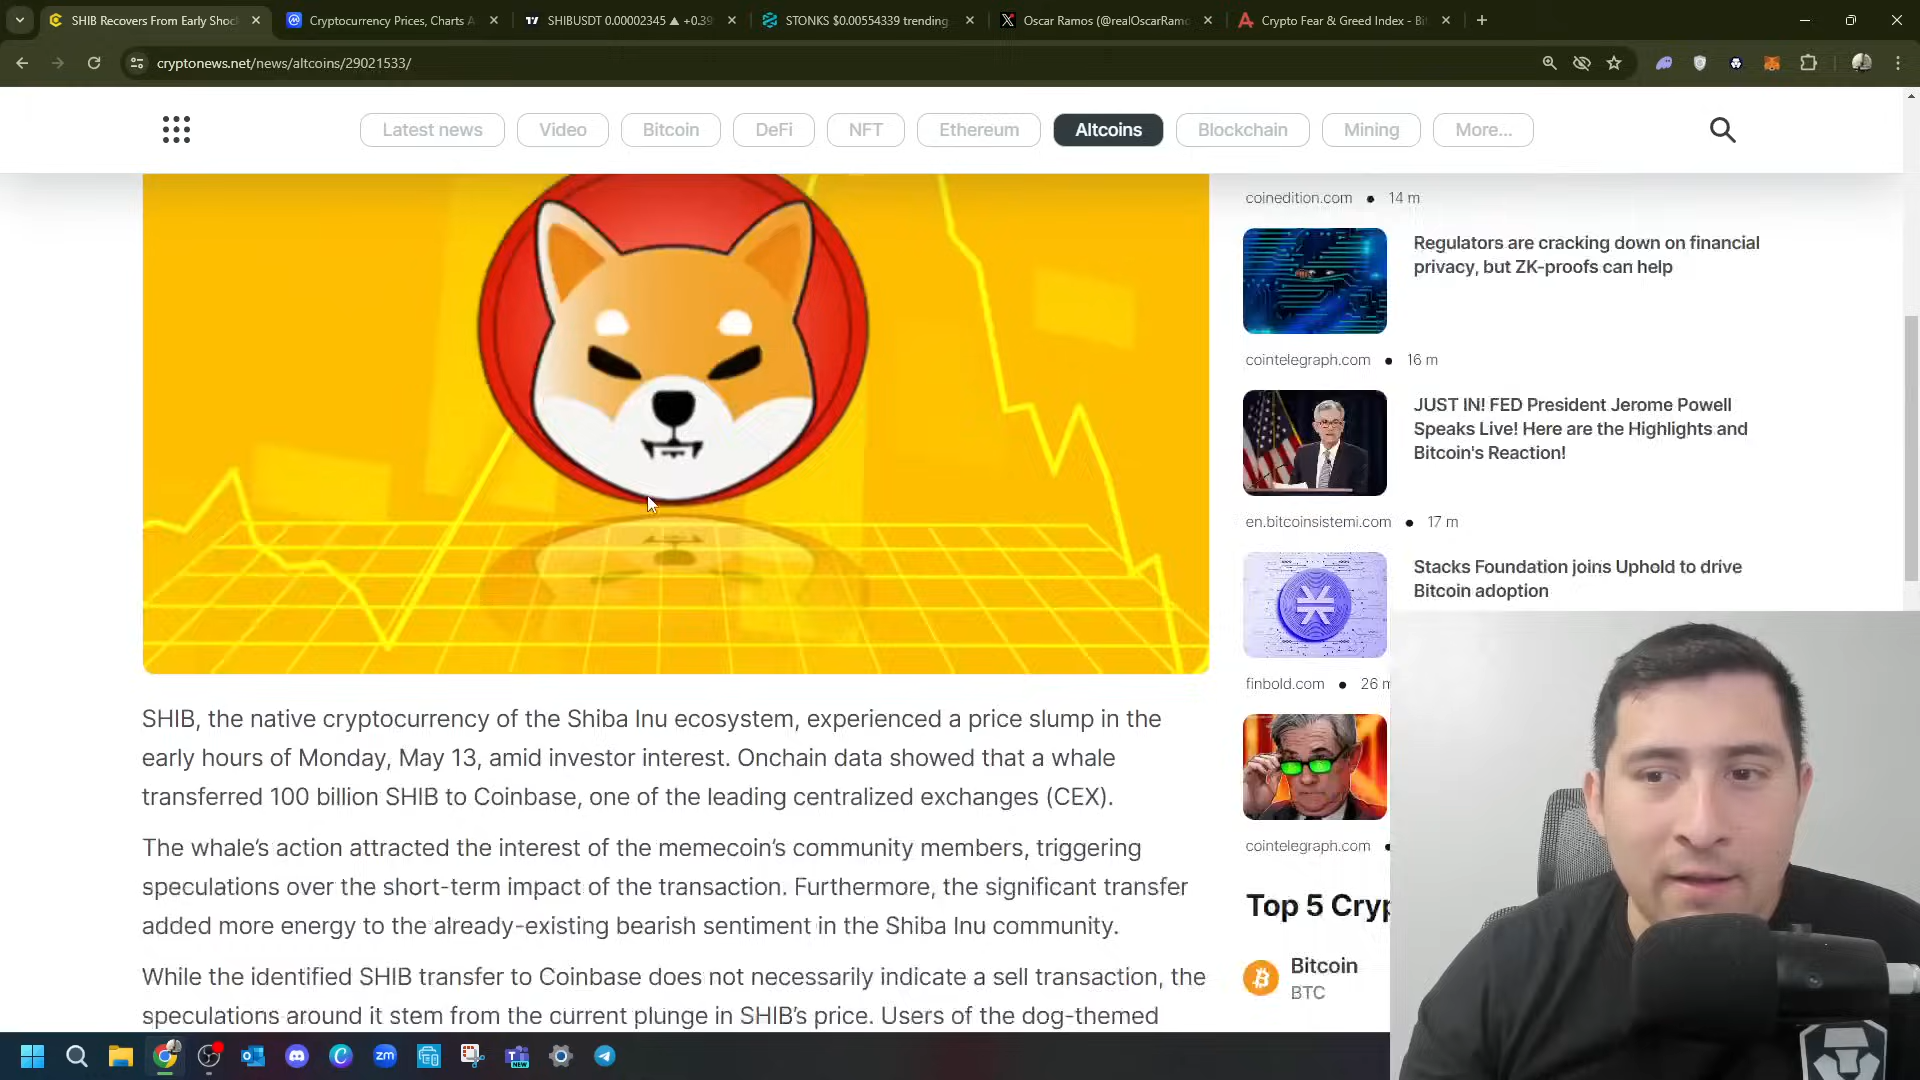 SHIB Recovers From Early Shock
Cryptocurrency Prices, Charts A
SHIBUSDT 0.00002345 ▲ +0.39
STONKS $0.00554339 trending
Oscar Ramos (@realOscarRamo
Crypto Fear & Greed Index - Bit
cryptonews.net/news/altcoins/29021533/
Latest news
Video
Bitcoin
DeFi
NFT
Ethereum
Altcoins
Blockchain
Mining
More...
coinedition.com ● 14 m
Regulators are cracking down on financial
privacy, but ZK-proofs can help
cointelegraph.com ● 16 m
JUST IN! FED President Jerome Powell
Speaks Live! Here are the Highlights and
Bitcoin's Reaction!
en.bitcoinsistemi.com ● 17 m
Stacks Foundation joins Uphold to drive
Bitcoin adoption
finbold.com ● 26 m
cointelegraph.com ●
Top 5 Cryp
Bitcoin
BTC
SHIB, the native cryptocurrency of the Shiba Inu ecosystem, experienced a price slump in the
early hours of Monday, May 13, amid investor interest. Onchain data showed that a whale
transferred 100 billion SHIB to Coinbase, one of the leading centralized exchanges (CEX).
The whale's action attracted the interest of the memecoin's community members, triggering
speculations over the short-term impact of the transaction. Furthermore, the significant transfer
added more energy to the already-existing bearish sentiment in the Shiba Inu community.
While the identified SHIB transfer to Coinbase does not necessarily indicate a sell transaction, the
speculations around it stem from the current plunge in SHIB's price. Users of the dog-themed
zm
NEW